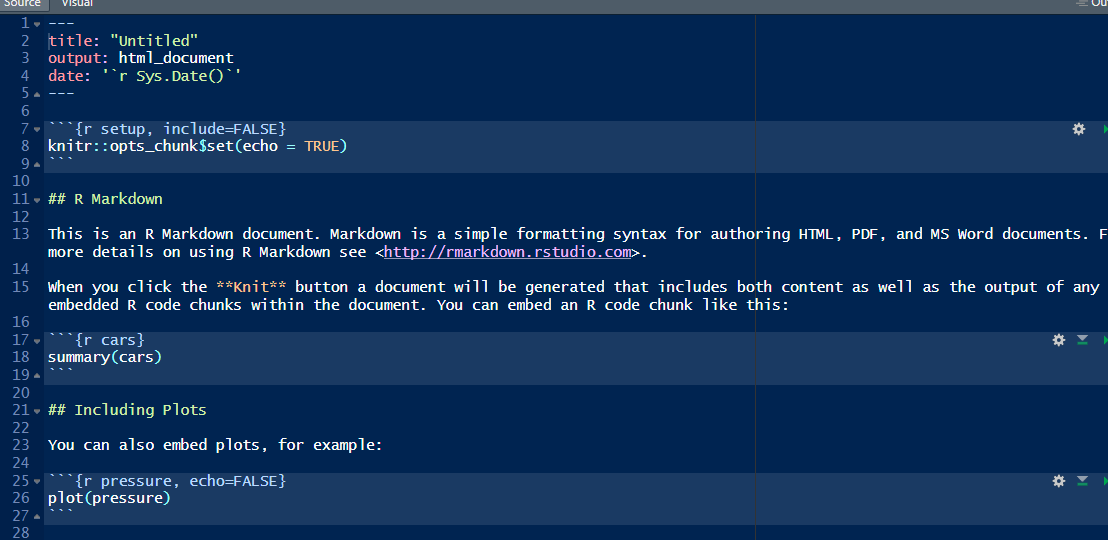 Source Visual Ou
1 ---
2 title: "Untitled"
3 output: html_document
4 date: '`r Sys.Date()`'
5 ---
6
7 ```{r setup, include=FALSE}
8 knitr::opts_chunk$set(echo = TRUE)
9 ```
10
11 ## R Markdown
12
13 This is an R Markdown document. Markdown is a simple formatting syntax for authoring HTML, PDF, and MS Word documents. F
more details on using R Markdown see <http://rmarkdown.rstudio.com>.
14
15 When you click the **Knit** button a document will be generated that includes both content as well as the output of any
embedded R code chunks within the document. You can embed an R code chunk like this:
16
17 ```{r cars}
18 summary(cars)
19 ```
20
21 ## Including Plots
22
23 You can also embed plots, for example:
24
25 ```{r pressure, echo=FALSE}
26 plot(pressure)
27 ```
28